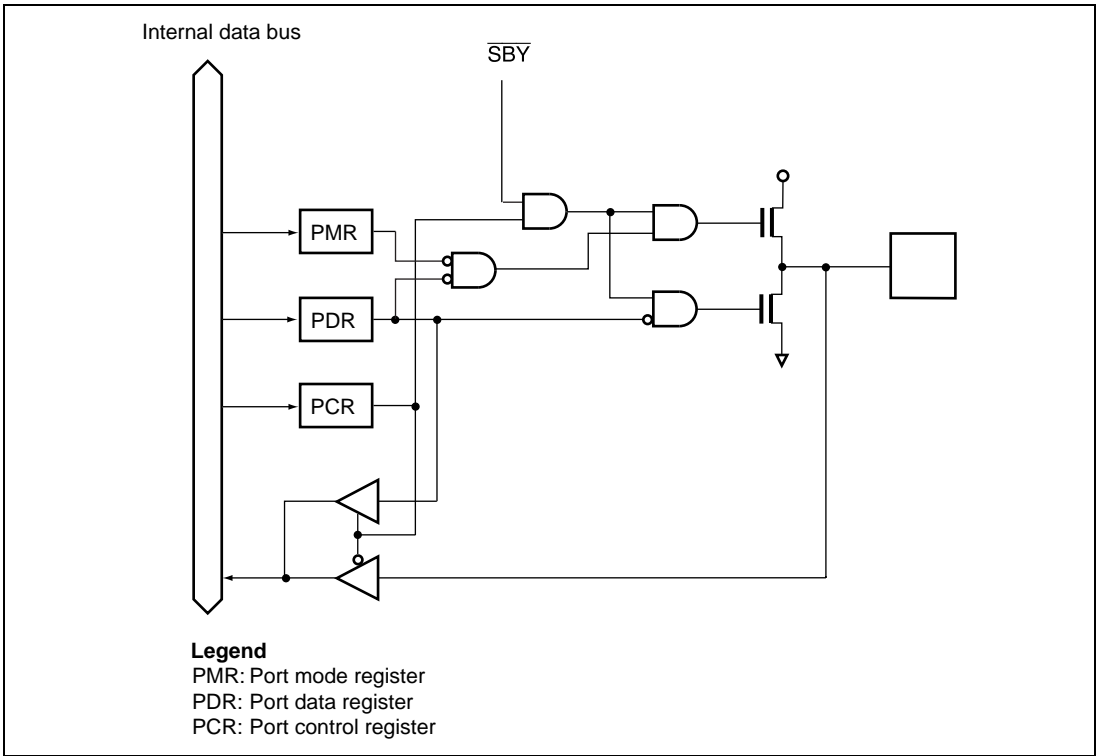 Internal data bus
SBY
PMR
PDR
PCR
Legend
PMR: Port mode register
PDR: Port data register
PCR: Port control register